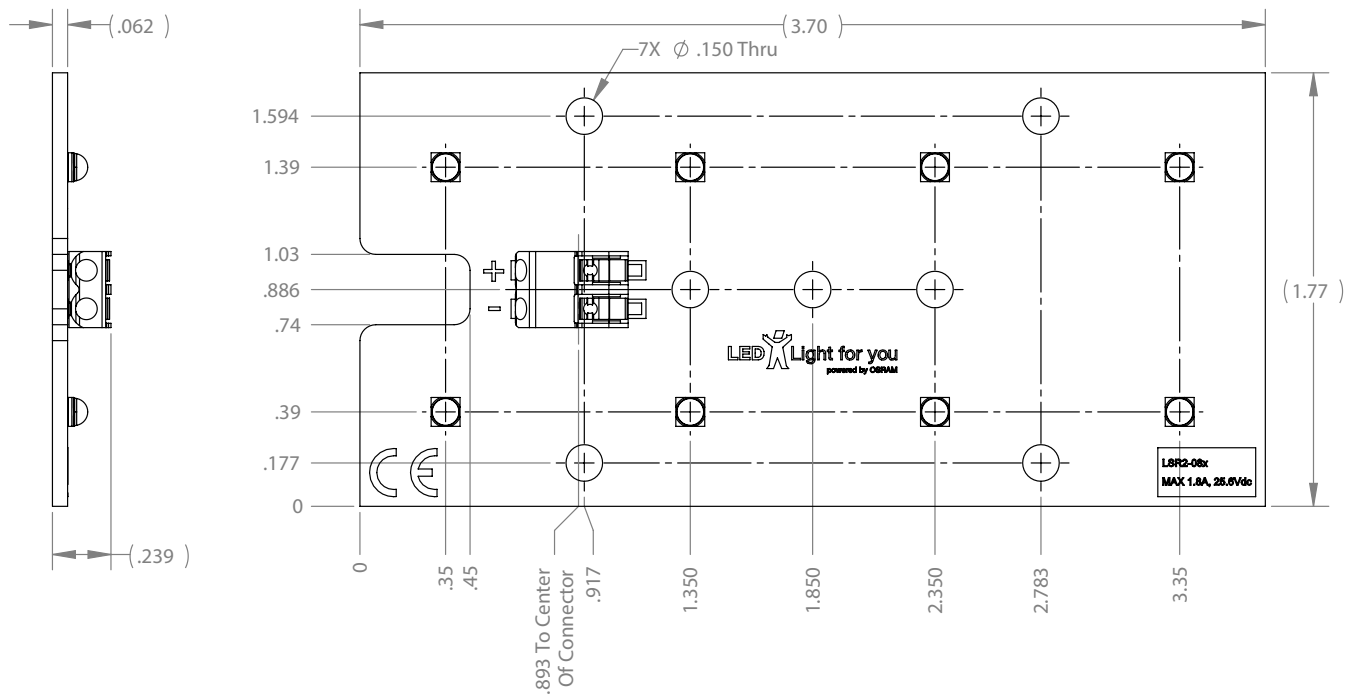 (.062)
(3.70)
7X Ø .150 Thru
1.594
1.39
1.03
.886
.74
.39
.177
0
+
-
(1.77)
LED Light for you
powered by OSRAM
CE
LSR2-08x
MAX 1.8A, 25.6Vdc
(.239)
0
.35
.45
.893 To Center
Of Connector
.917
1.350
1.850
2.350
2.783
3.35